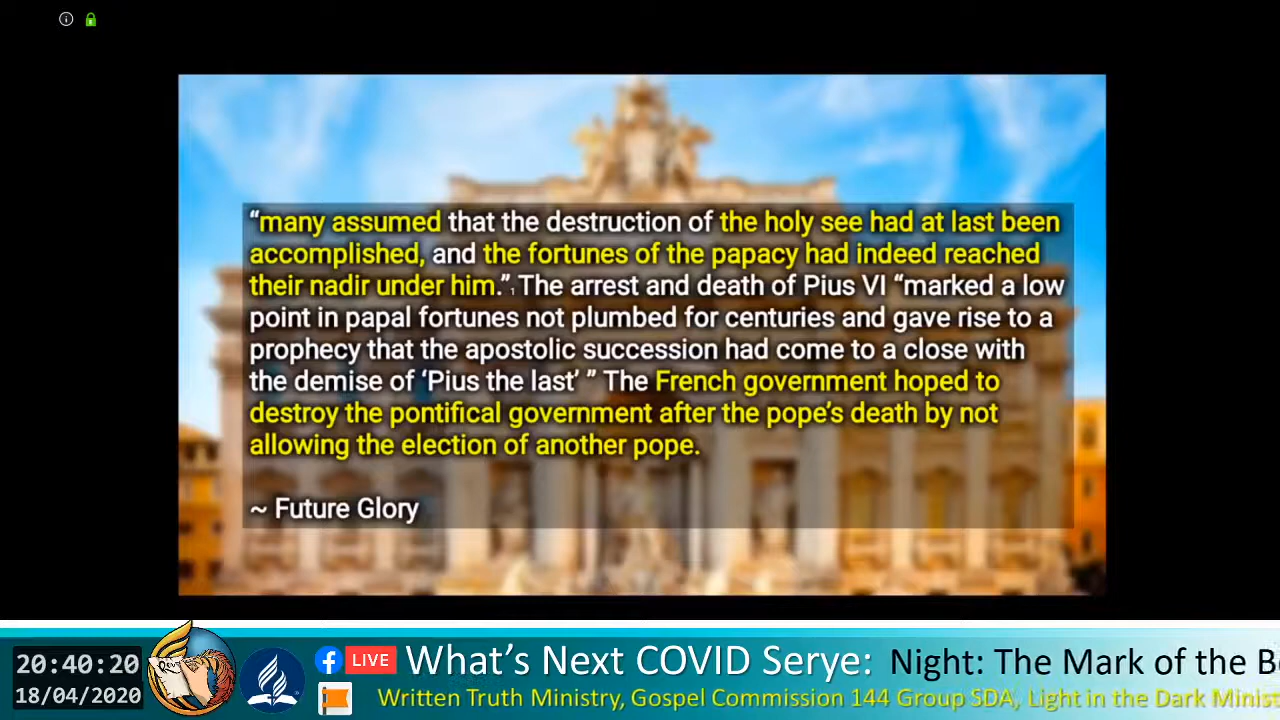 “many assumed that the destruction of the holy see had at last been
accomplished, and the fortunes of the papacy had indeed reached
their nadir under him.”1 The arrest and death of Pius VI “marked a low
point in papal fortunes not plumbed for centuries and gave rise to a
prophecy that the apostolic succession had come to a close with
the demise of ‘Pius the last’ ” The French government hoped to
destroy the pontifical government after the pope’s death by not
allowing the election of another pope.
~ Future Glory
20:40:20
18/04/2020
LIVE
What’s Next COVID Serye: Night: The Mark of the B
Written Truth Ministry, Gospel Commission 144 Group SDA, Light in the Dark Minist